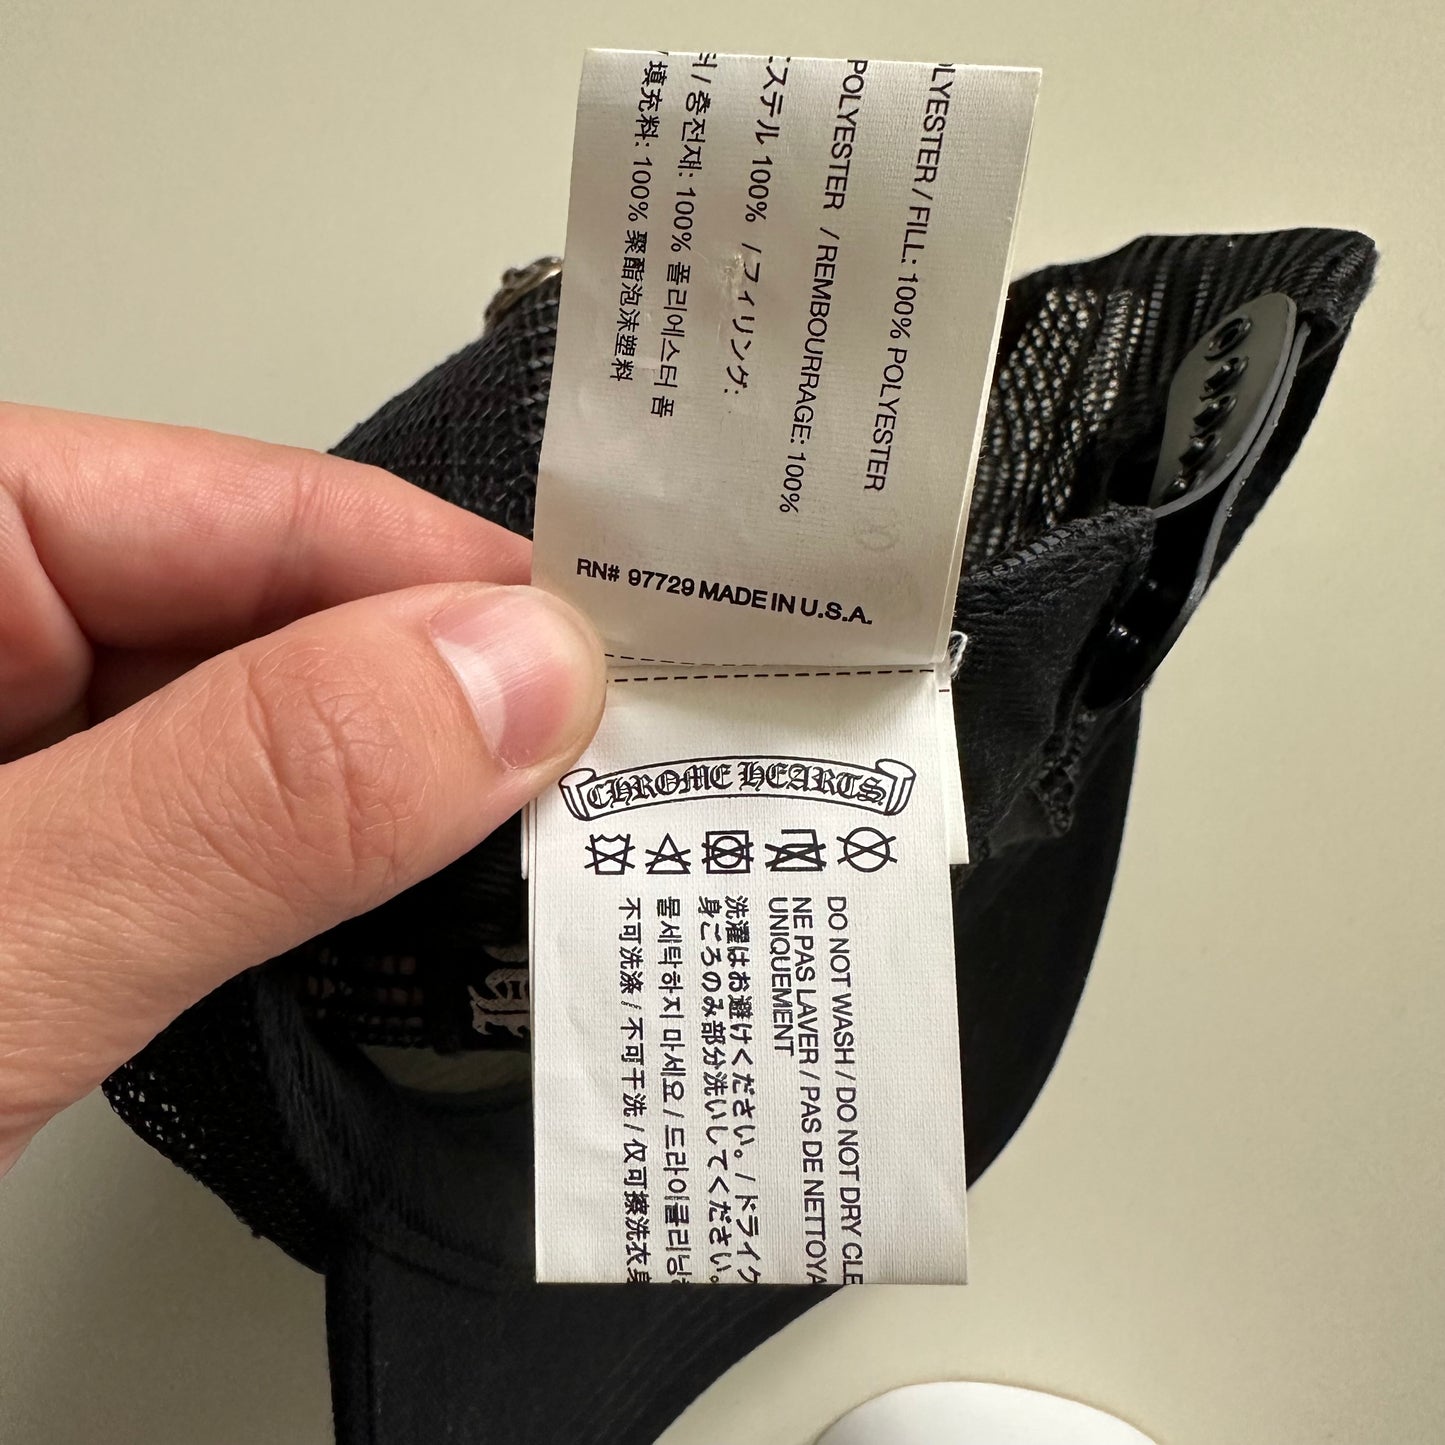 LYESTER / FILL: 100% POLYESTER
POLYESTER / REMBOURRAGE: 100%
ステル 100% / フィリング:
/ 충전재: 100% 폴리에스터 폼
/ 填充料: 100% 聚酯泡沫塑料
RN# 97729 MADE IN U.S.A.
CHROME HEARTS
DO NOT WASH / DO NOT DRY CLE
NE PAS LAVER / PAS DE NETTOYA
UNIQUEMENT
洗濯はお避けください。/ ドライク
身ごろのみ部分洗いしてください。
물세탁하지 마세요 / 드라이클리닝
不可洗涤 / 不可干洗 / 仅可擦洗衣身